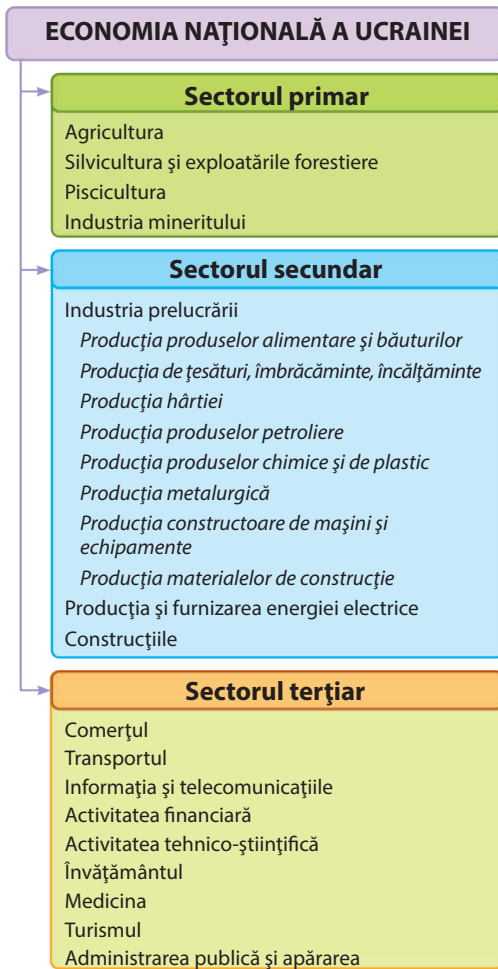 ECONOMIA NAŢIONALĂ A UCRAINEI
Sectorul primar
Agricultura
Silvicultura şi exploatările forestiere
Piscicultura
Industria mineritului
Sectorul secundar
Industria prelucrării
Producţia produselor alimentare şi băuturilor
Producţia de ţesături, îmbrăcăminte, încălţăminte
Producţia hârtiei
Producţia produselor petroliere
Producţia produselor chimice şi de plastic
Producţia metalurgică
Producţia constructoare de maşini şi
echipamente
Producţia materialelor de construcţie
Producţia şi furnizarea energiei electrice
Construcţiile
Sectorul terţiar
Comerţul
Transportul
Informaţia şi telecomunicaţiile
Activitatea financiară
Activitatea tehnico-ştiinţifică
Învăţământul
Medicina
Turismul
Administrarea publică şi apărarea